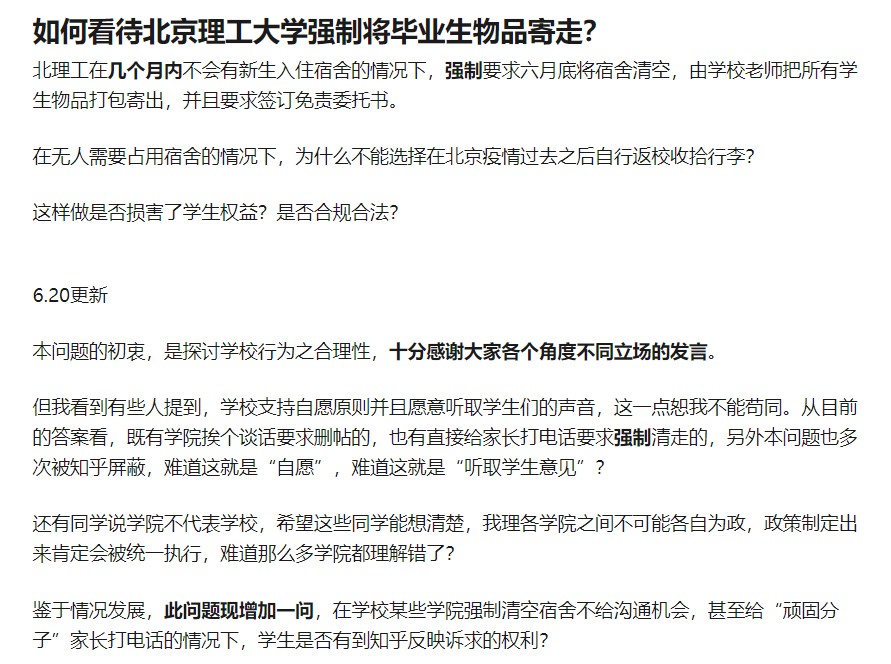 如何看待北京理工大学强制将毕业生物品寄走？
北理工在几个月内不会有新生入住宿舍的情况下，强制要求六月底将宿舍清空，由学校老师把所有学
生物品打包寄出，并且要求签订免责委托书。
在无人需要占用宿舍的情况下，为什么不能选择在北京疫情过去之后自行返校收拾行李？
这样做是否损害了学生权益？是否合规合法？
6.20更新
本问题的初衷，是探讨学校行为之合理性，十分感谢大家各个角度不同立场的发言。
但我看到有些人提到，学校支持自愿原则并且愿意听取学生们的声音，这一点恕我不能苟同。从目前
的答案看，既有学院挨个谈话要求删帖的，也有直接给家长打电话要求强制清走的，另外本问题也多
次被知乎屏蔽，难道这就是“自愿”，难道这就是“听取学生意见”？
还有同学说学院不代表学校，希望这些同学能想清楚，我理各学院之间不可能各自为政，政策制定出
来肯定会被统一执行，难道那么多学院都理解错了？
鉴于情况发展，此问题现增加一问，在学校某些学院强制清空宿舍不给沟通机会，甚至给“顽固分
子”家长打电话的情况下，学生是否有到知乎反映诉求的权利？